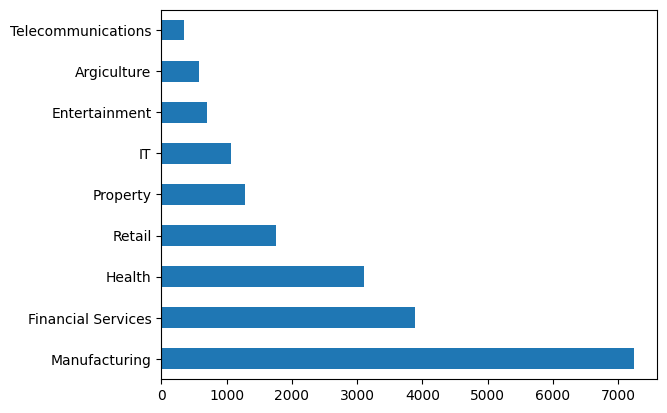 Telecommunications
Argiculture
Entertainment
IT
Property
Retail
Health
Financial Services
Manufacturing
0 1000 2000 3000 4000 5000 6000 7000